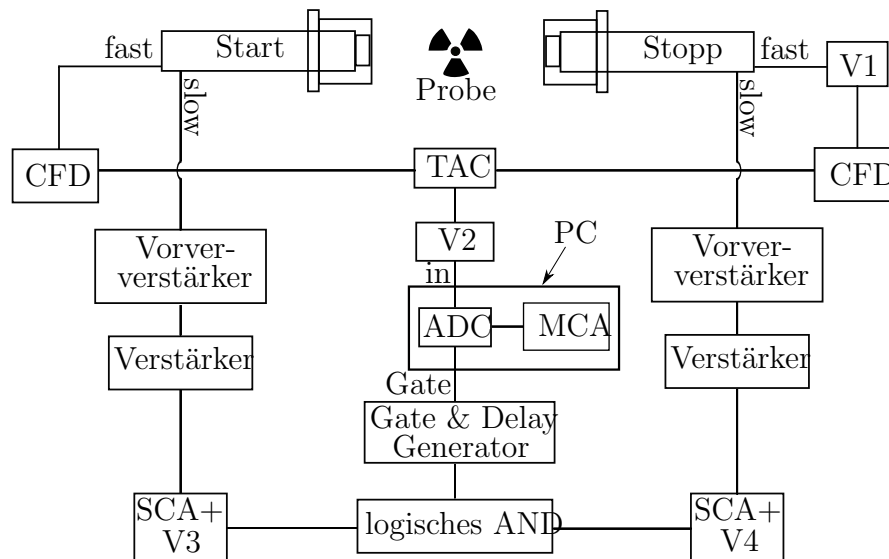 fast
Start
Stopp
fast
V1
slow
Probe
slow
CFD
TAC
CFD
V2
PC
Vorver-
verstärker
Vorver-
verstärker
in
ADC
MCA
Verstärker
Verstärker
Gate
Gate & Delay
Generator
SCA+
V3
logisches AND
SCA+
V4